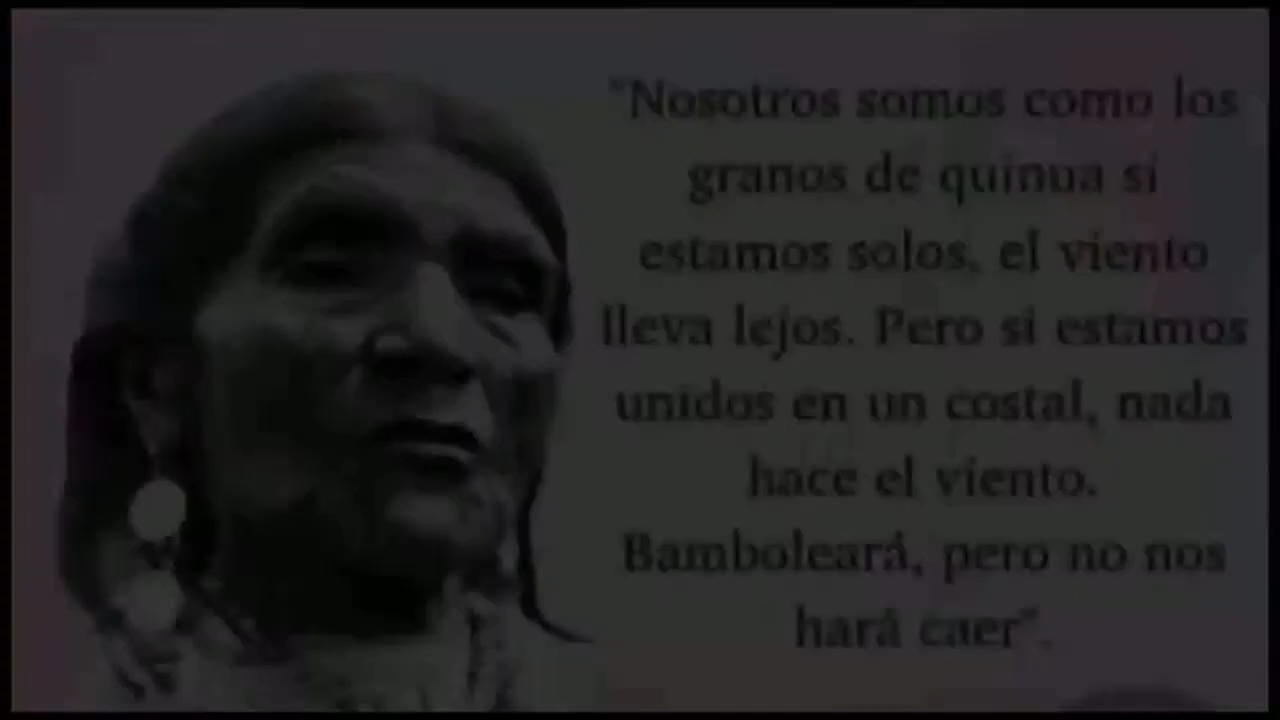 "Nosotros somos como los
granos de quinua si
estamos solos, el viento
lleva lejos. Pero si estamos
unidos en un costal, nada
hace el viento.
Bamboleará, pero no nos
hará caer".